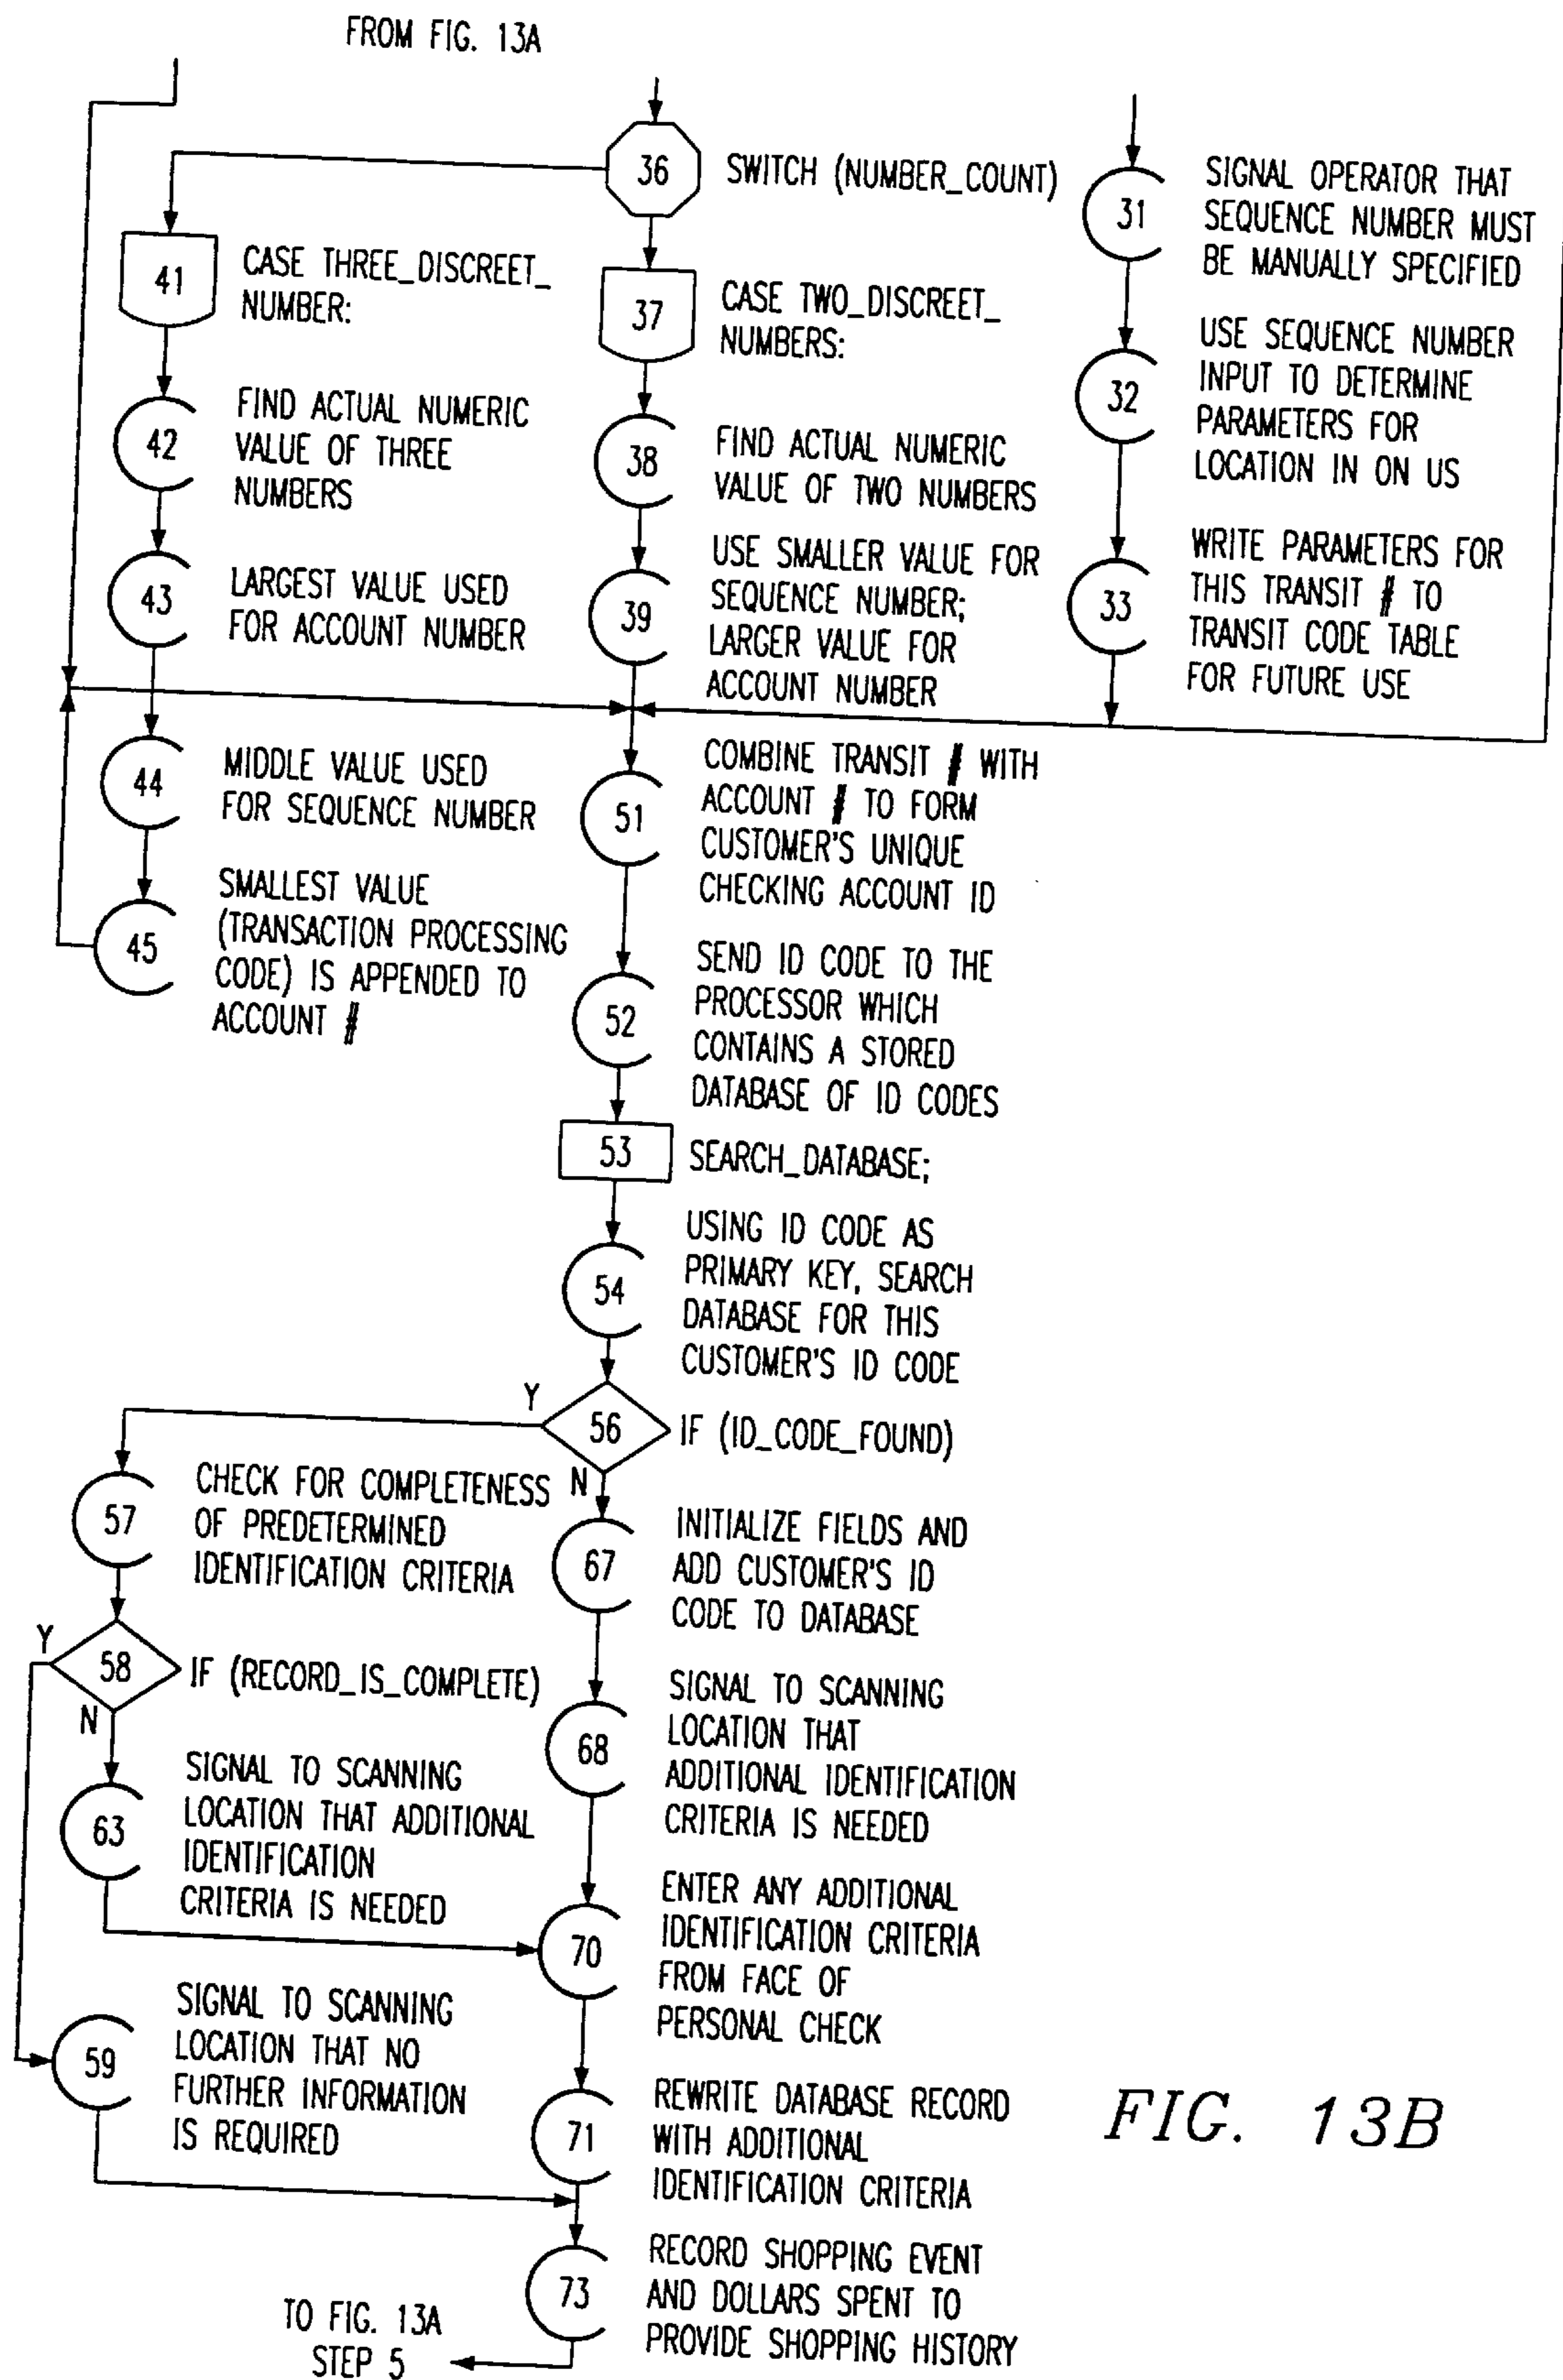 FROM FIG. 13A
36
SWITCH (NUMBER_COUNT)
41
CASE THREE_DISCREET_
NUMBER:
42
FIND ACTUAL NUMERIC
VALUE OF THREE
NUMBERS
43
LARGEST VALUE USED
FOR ACCOUNT NUMBER
44
MIDDLE VALUE USED
FOR SEQUENCE NUMBER
45
SMALLEST VALUE
(TRANSACTION PROCESSING
CODE) IS APPENDED TO
ACCOUNT #
37
CASE TWO_DISCREET_
NUMBERS:
38
FIND ACTUAL NUMERIC
VALUE OF TWO NUMBERS
39
USE SMALLER VALUE FOR
SEQUENCE NUMBER;
LARGER VALUE FOR
ACCOUNT NUMBER
31
SIGNAL OPERATOR THAT
SEQUENCE NUMBER MUST
BE MANUALLY SPECIFIED
32
USE SEQUENCE NUMBER
INPUT TO DETERMINE
PARAMETERS FOR
LOCATION IN ON US
33
WRITE PARAMETERS FOR
THIS TRANSIT # TO
TRANSIT CODE TABLE
FOR FUTURE USE
51
COMBINE TRANSIT # WITH
ACCOUNT # TO FORM
CUSTOMER'S UNIQUE
CHECKING ACCOUNT ID
52
SEND ID CODE TO THE
PROCESSOR WHICH
CONTAINS A STORED
DATABASE OF ID CODES
53
SEARCH_DATABASE;
54
USING ID CODE AS
PRIMARY KEY, SEARCH
DATABASE FOR THIS
CUSTOMER'S ID CODE
Y
56
IF (ID_CODE_FOUND)
N
57
CHECK FOR COMPLETENESS
OF PREDETERMINED
IDENTIFICATION CRITERIA
Y
58
IF (RECORD_IS_COMPLETE)
N
63
SIGNAL TO SCANNING
LOCATION THAT ADDITIONAL
IDENTIFICATION
CRITERIA IS NEEDED
59
SIGNAL TO SCANNING
LOCATION THAT NO
FURTHER INFORMATION
IS REQUIRED
67
INITIALIZE FIELDS AND
ADD CUSTOMER'S ID
CODE TO DATABASE
68
SIGNAL TO SCANNING
LOCATION THAT
ADDITIONAL IDENTIFICATION
CRITERIA IS NEEDED
70
ENTER ANY ADDITIONAL
IDENTIFICATION CRITERIA
FROM FACE OF
PERSONAL CHECK
71
REWRITE DATABASE RECORD
WITH ADDITIONAL
IDENTIFICATION CRITERIA
73
RECORD SHOPPING EVENT
AND DOLLARS SPENT TO
PROVIDE SHOPPING HISTORY
TO FIG. 13A
STEP 5
FIG. 13B